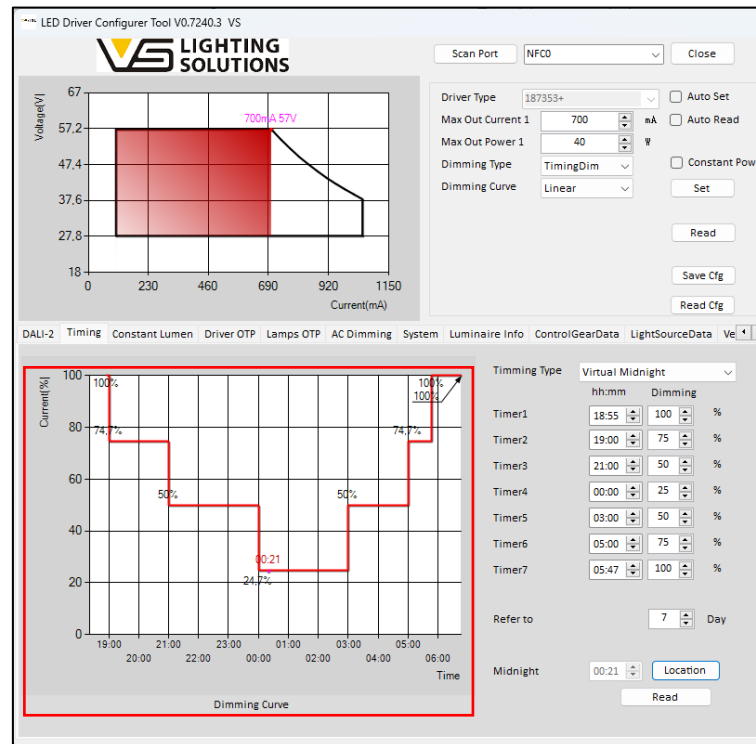 LED Driver Configurer Tool V0.7240.3 VS
VS LIGHTING
SOLUTIONS
Scan Port NFC0 Close
Voltage[V]
67
57,2
47,4
37,6
27,8
18
700mA 57V
0 230 460 690 920 1150
Current(mA)
Driver Type 187353+ Auto Set
Max Out Current 1 700 mA Auto Read
Max Out Power 1 40 W
Dimming Type TimingDim Constant Pow
Dimming Curve Linear Set
Read
Save Cfg
Read Cfg
DALI-2 Timing Constant Lumen Driver OTP Lamps OTP AC Dimming System Luminaire Info ControlGearData LightSourceData Ve
Current[%]
100
80
60
40
20
0
100%
74,7%
50%
00:21
24,7%
50%
74,7%
100%
100%
19:00 21:00 23:00 01:00 03:00 05:00
20:00 22:00 00:00 02:00 04:00 06:00
Time
Dimming Curve
Timming Type Virtual Midnight
hh:mm Dimming
Timer1 18:55 100 %
Timer2 19:00 75 %
Timer3 21:00 50 %
Timer4 00:00 25 %
Timer5 03:00 50 %
Timer6 05:00 75 %
Timer7 05:47 100 %
Refer to 7 Day
Midnight 00:21 Location
Read